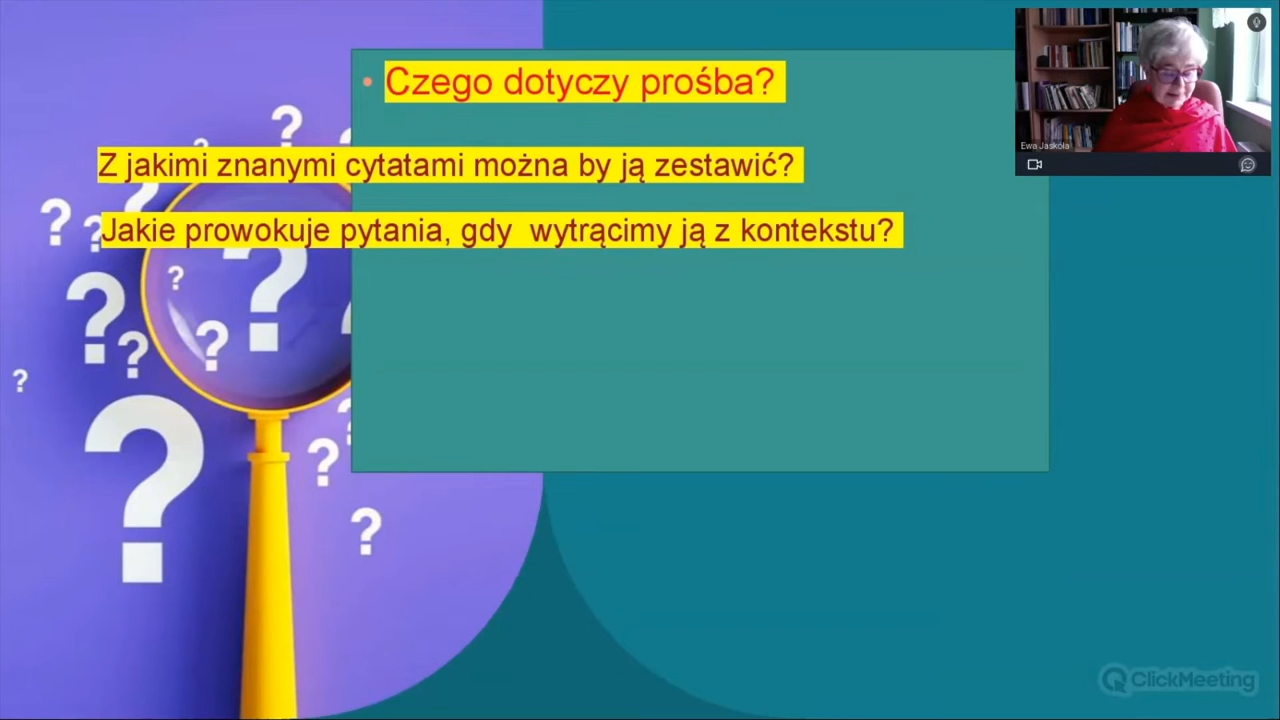 Czego dotyczy prośba?
Z jakimi znanymi cytatami można by ją zestawić?
Jakie prowokuje pytania, gdy  wytrącimy ją z kontekstu?
Ewa Jaskóła
ClickMeeting